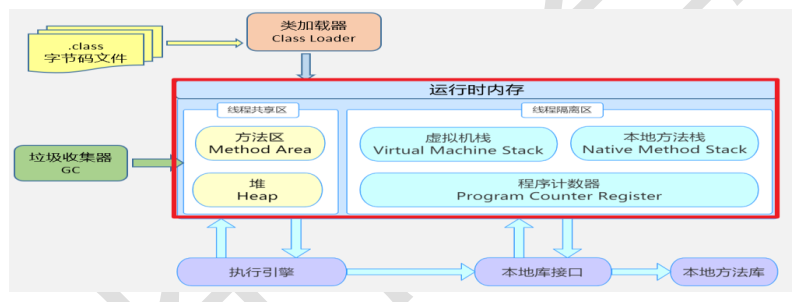 类加载器
Class Loader
.class
字节码文件
运行时内存
线程共享区
线程隔离区
方法区
Method Area
虚拟机栈
Virtual Machine Stack
本地方法栈
Native Method Stack
垃圾收集器
GC
堆
Heap
程序计数器
Program Counter Register
执行引擎
本地库接口
本地方法库